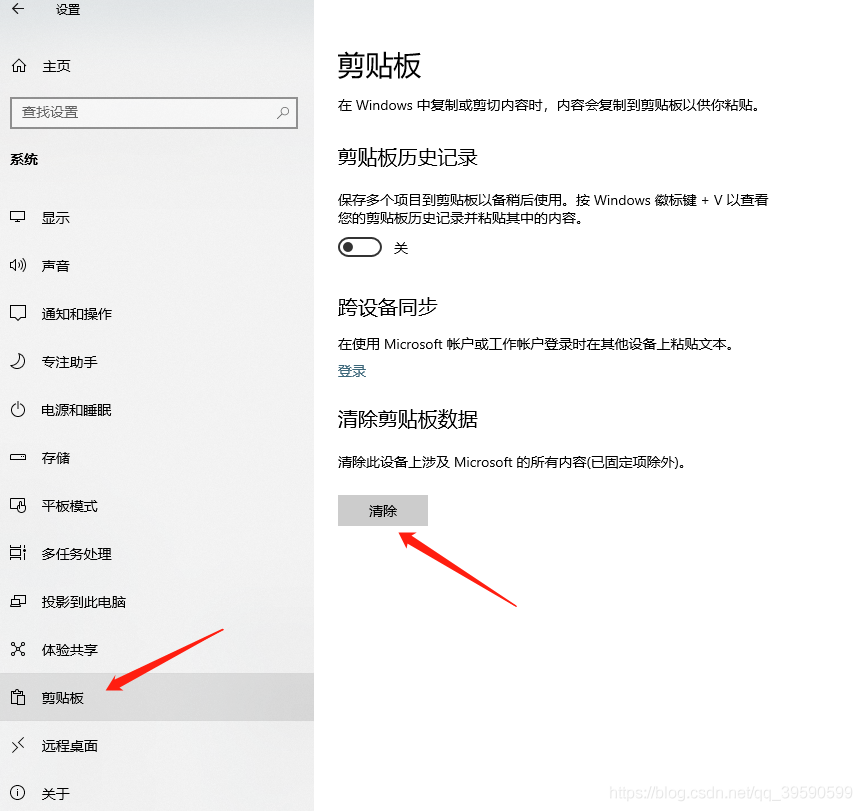 设置
主页
查找设置
系统
显示
声音
通知和操作
专注助手
电源和睡眠
存储
平板模式
多任务处理
投影到此电脑
体验共享
剪贴板
远程桌面
关于
剪贴板
在 Windows 中复制或剪切内容时，内容会复制到剪贴板以供你粘贴。
剪贴板历史记录
保存多个项目到剪贴板以备稍后使用。按 Windows 徽标键 + V 以查看
您的剪贴板历史记录并粘贴其中的内容。
关
跨设备同步
在使用 Microsoft 帐户或工作帐户登录时在其他设备上粘贴文本。
登录
清除剪贴板数据
清除此设备上涉及 Microsoft 的所有内容(已固定项除外)。
清除
https://blog.csdn.net/qq_39590599